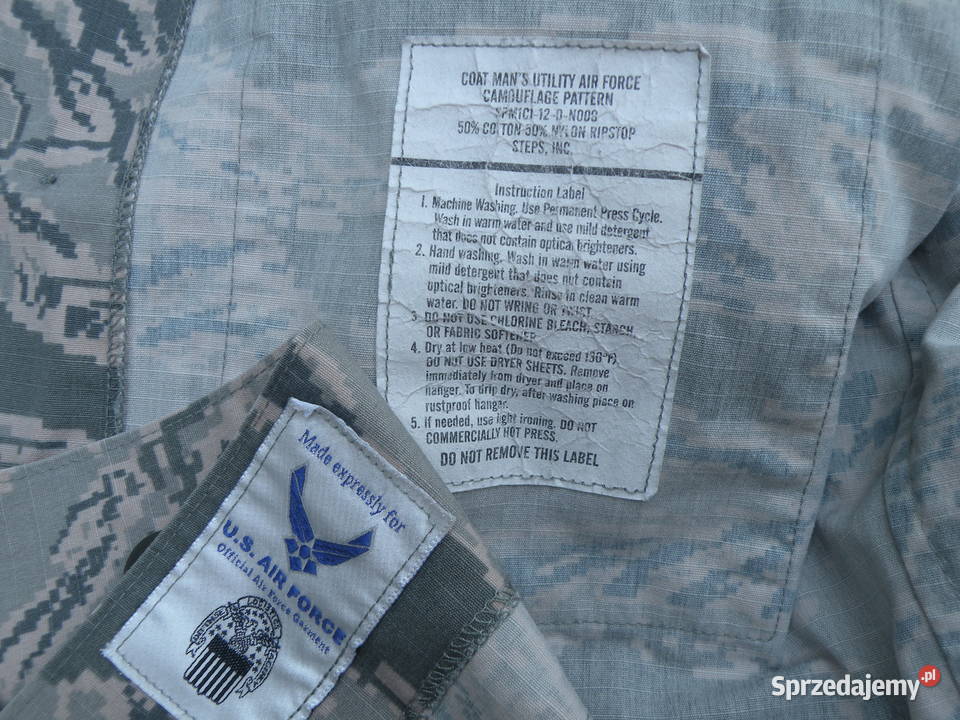 COAT MAN'S UTILITY AIR FORCE
CAMOUFLAGE PATTERN
SPM1C1-12-D-N008
50% COTTON 50% NYLON RIPSTOP
STEPS, INC.
Instruction Label
1. Machine Washing. Use Permanent Press Cycle.
Wash in warm water and use mild detergent
that does not contain optical brighteners.
2. Hand washing. Wash in warm water using
mild detergent that does not contain
optical brighteners. Rinse in clean warm
water. DO NOT WRING OR TWIST
3. DO NOT USE CHLORINE BLEACH, STARCH
OR FABRIC SOFTENER
4. Dry at low heat (Do not exceed 130°F).
DO NOT USE DRYER SHEETS. Remove
immediately from dryer and place on
hanger. To drip dry, after washing place on
rustproof hanger.
5. If needed, use light ironing. DO NOT
COMMERCIALLY HOT PRESS.
DO NOT REMOVE THIS LABEL
Made expressly for
U.S. AIR FORCE
Official Air Force Garment
DEFENSE LOGISTICS AGENCY
Sprzedajemy.pl